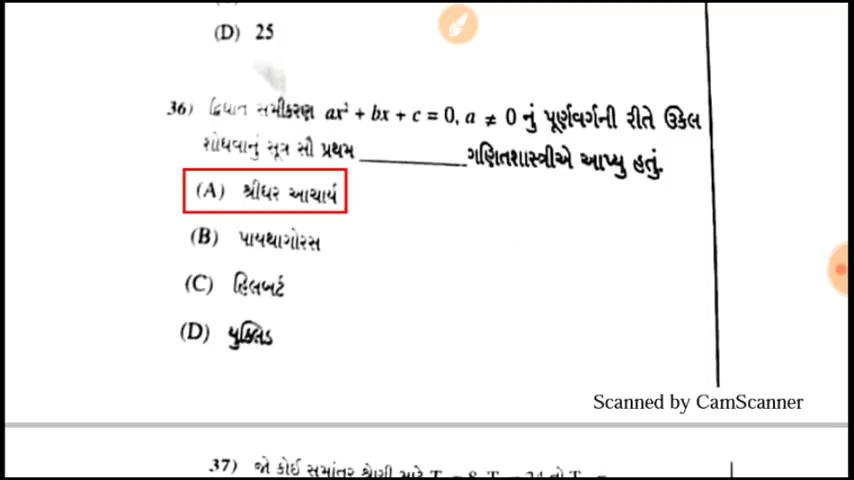 (D) 25
36) દ્વિઘાત સમીકરણ ax² + bx + c = 0, a ≠ 0 નું પૂર્ણવર્ગની રીતે ઉકેલ
શોધવાનું સૂત્ર સૌ પ્રથમ ____________ ગણિતશાસ્ત્રીએ આપ્યુ હતું.
(A) શ્રીધર આચાર્ય
(B) પાયથાગોરસ
(C) હિલબર્ટ
(D) યુક્લિડ
Scanned by CamScanner
37) જો કોઈ સમાંતર શ્રેણી માટે